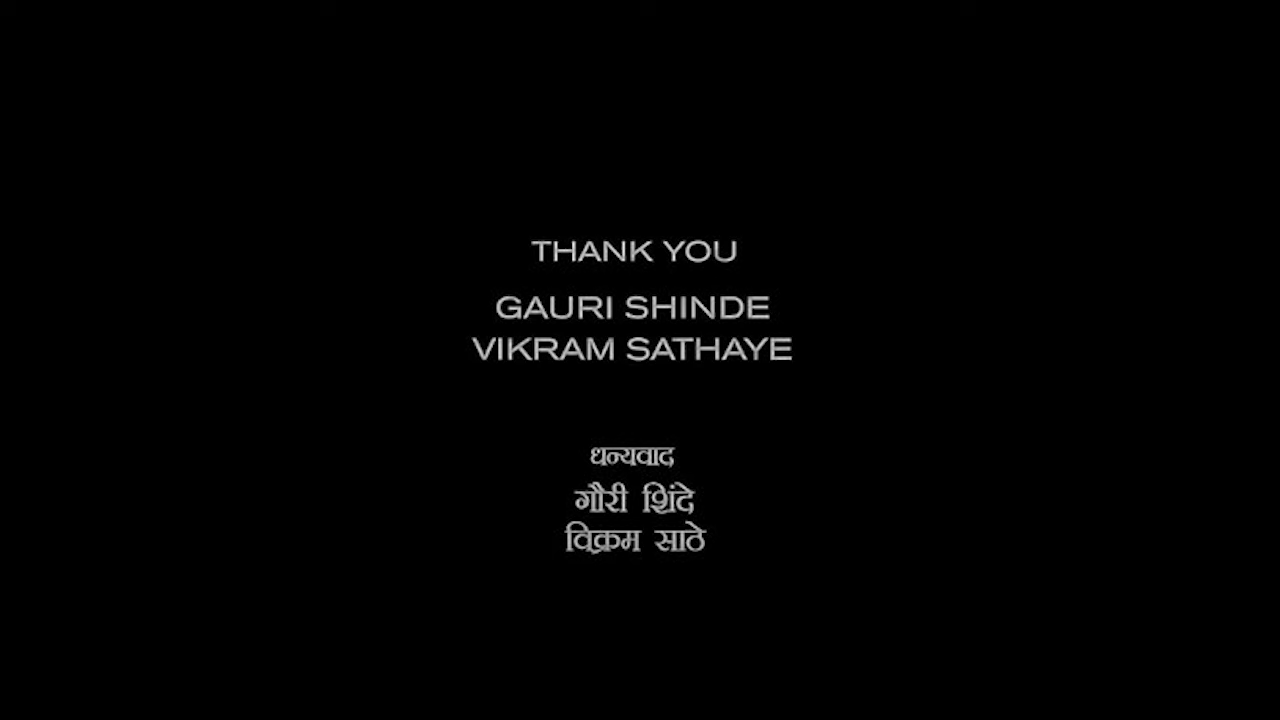 THANK YOU
GAURI SHINDE
VIKRAM SATHAYE
धन्यवाद
गौरी शिंदे
विक्रम साठे